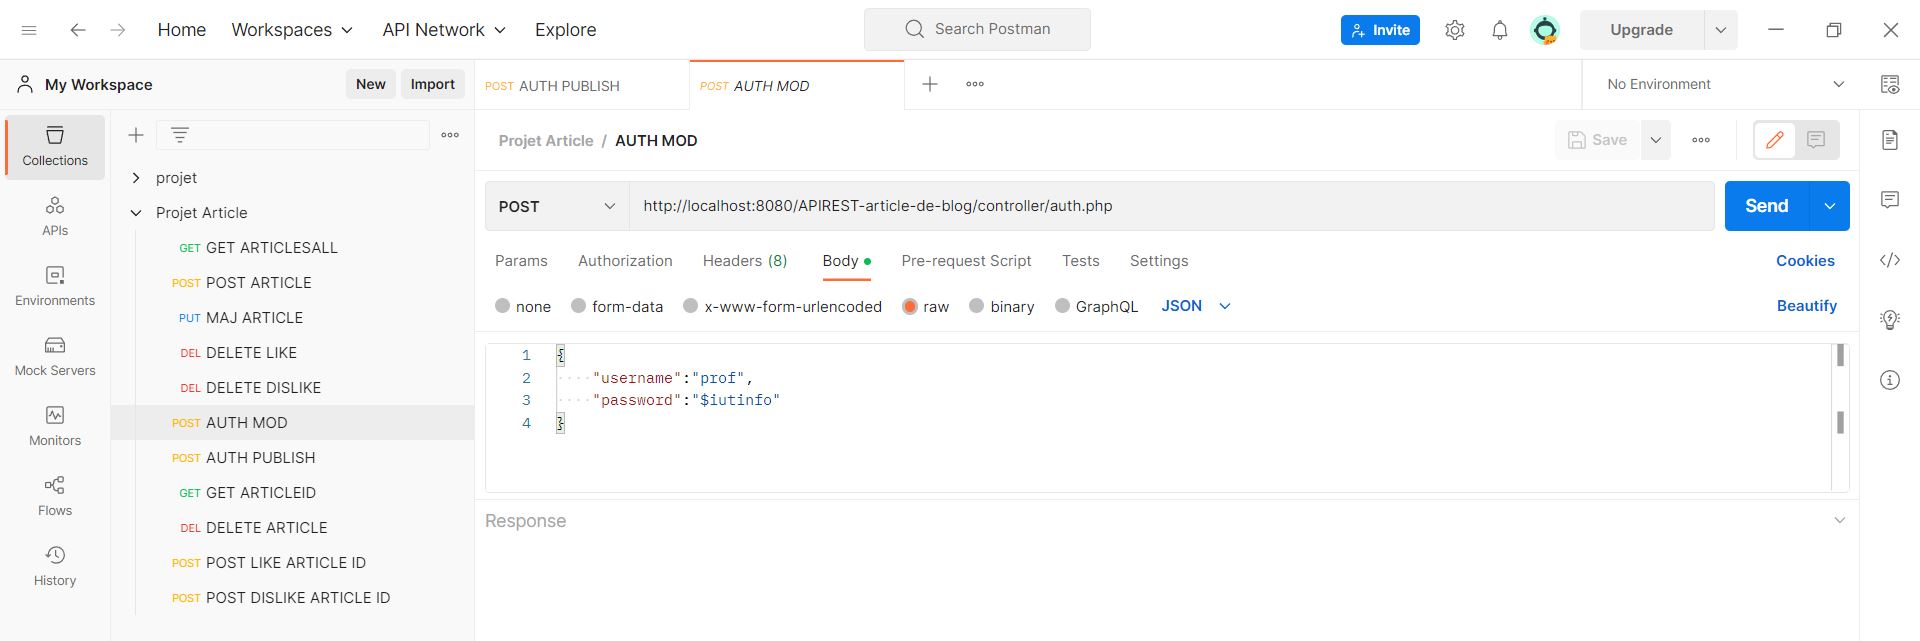 Home Workspaces API Network Explore Search Postman Invite Upgrade
My Workspace New Import POST AUTH PUBLISH POST AUTH MOD No Environment
Collections
APIs
Environments
Mock Servers
Monitors
Flows
History
projet
Projet Article
GET GET ARTICLESALL
POST POST ARTICLE
PUT MAJ ARTICLE
DEL DELETE LIKE
DEL DELETE DISLIKE
POST AUTH MOD
POST AUTH PUBLISH
GET GET ARTICLEID
DEL DELETE ARTICLE
POST POST LIKE ARTICLE ID
POST POST DISLIKE ARTICLE ID
Projet Article / AUTH MOD Save
POST http://localhost:8080/APIREST-article-de-blog/controller/auth.php Send
Params Authorization Headers (8) Body Pre-request Script Tests Settings Cookies
none form-data x-www-form-urlencoded raw binary GraphQL JSON Beautify
1 {
2 "username":"prof",
3 "password":"$iutinfo"
4 }
Response